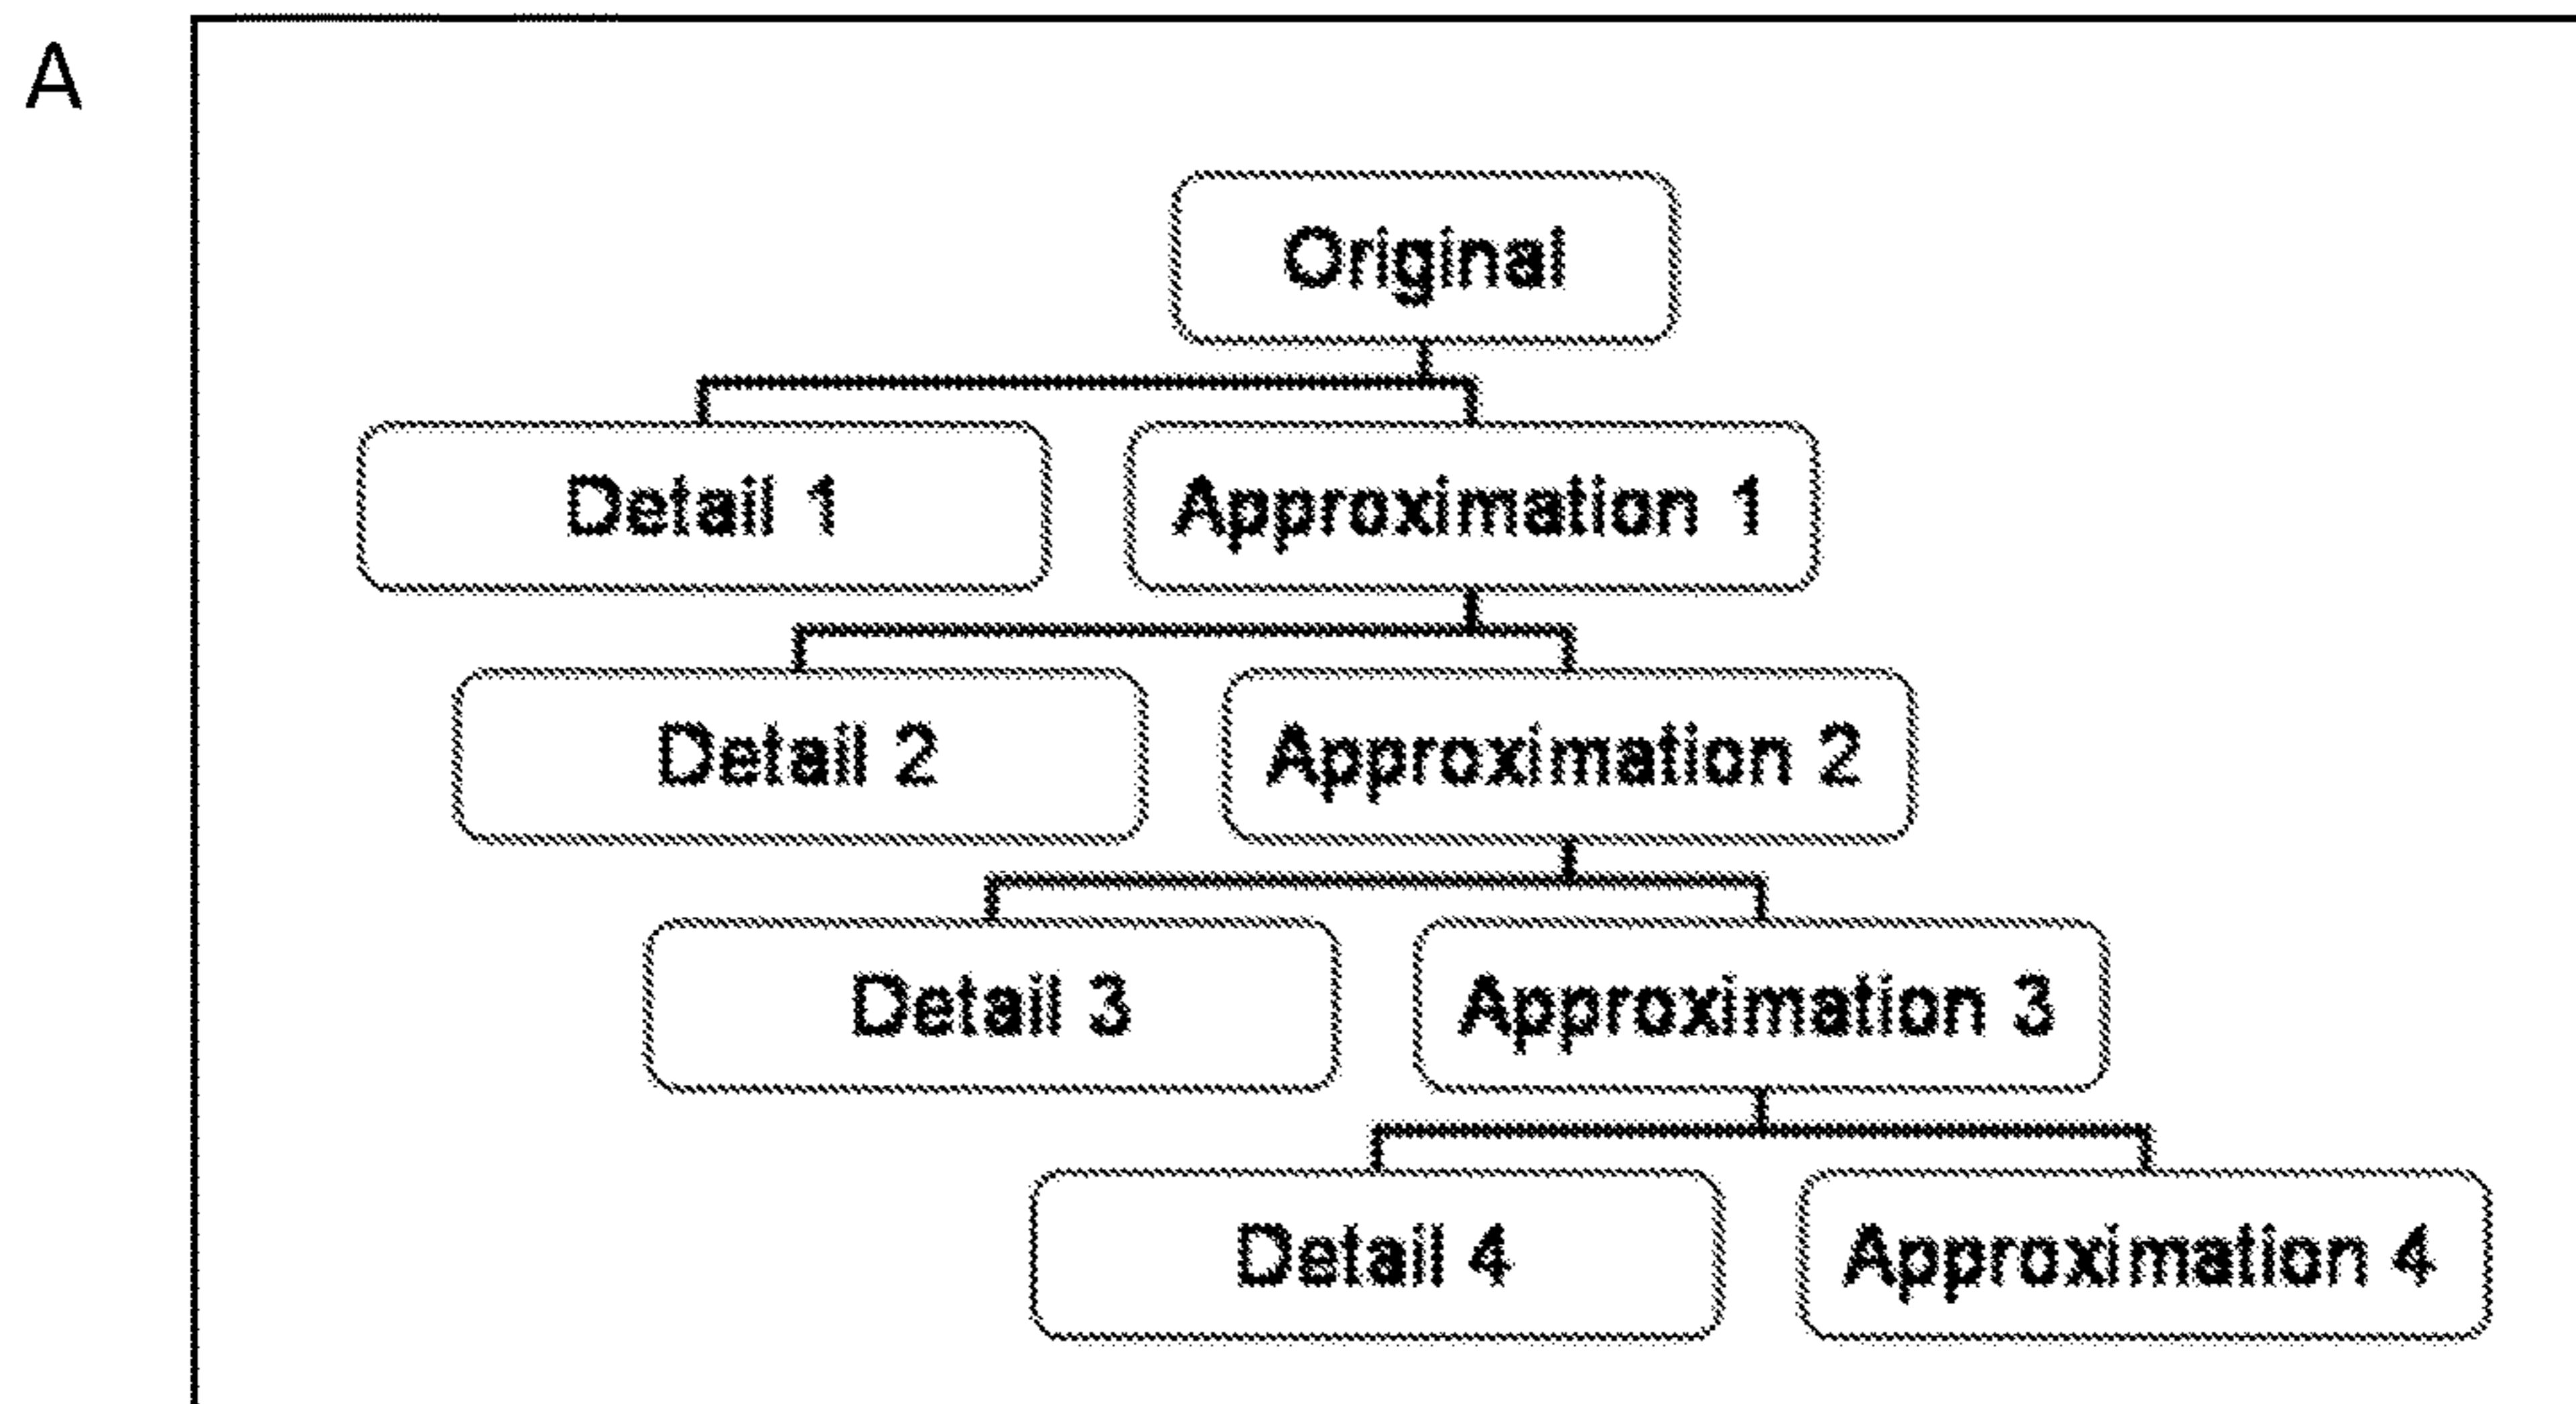 A
Original
Detail 1
Approximation 1
Detail 2
Approximation 2
Detail 3
Approximation 3
Detail 4
Approximation 4